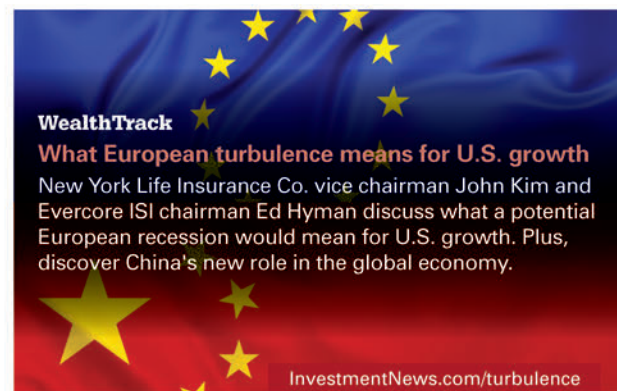 WealthTrack
What European turbulence means for U.S. growth
New York Life Insurance Co. vice chairman John Kim and
Evercore ISI chairman Ed Hyman discuss what a potential
European recession would mean for U.S. growth. Plus,
discover China's new role in the global economy.
InvestmentNews.com/turbulence